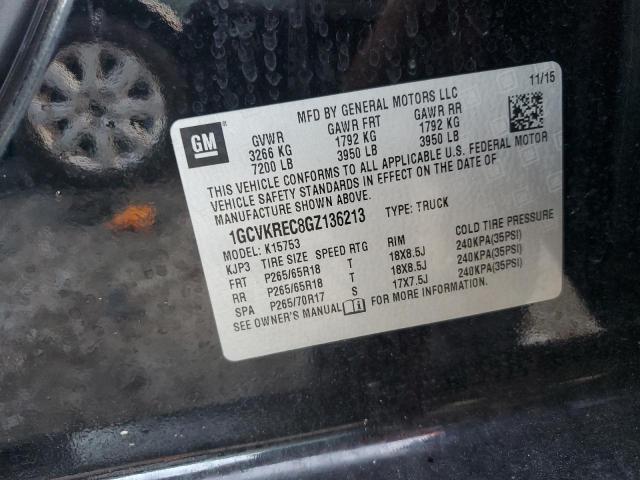 11/15
MFD BY GENERAL MOTORS LLC
GM®
GVWR GAWR FRT GAWR RR
3266 KG 1792 KG 1792 KG
7200 LB 3950 LB 3950 LB
THIS VEHICLE CONFORMS TO ALL APPLICABLE U.S. FEDERAL MOTOR
VEHICLE SAFETY STANDARDS IN EFFECT ON THE DATE OF
MANUFACTURE SHOWN ABOVE.
1GCVKREC8GZ136213 TYPE: TRUCK
MODEL: K15753
KJP3 TIRE SIZE SPEED RTG RIM COLD TIRE PRESSURE
FRT P265/65R18 T 18X8.5J 240KPA(35PSI)
RR P265/65R18 T 18X8.5J 240KPA(35PSI)
SPA P265/70R17 S 17X7.5J 240KPA(35PSI)
SEE OWNER'S MANUAL FOR MORE INFORMATION.